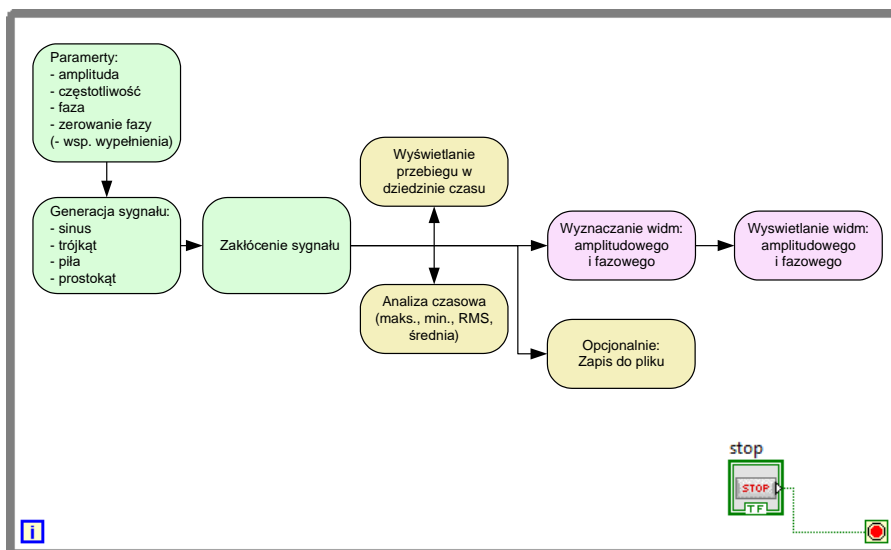 Paramerty:
- amplituda
- częstotliwość
- faza
- zerowanie fazy
(- wsp. wypełnienia)
Generacja sygnału:
- sinus
- trójkąt
- piła
- prostokąt
Zakłócenie sygnału
Wyświetlanie
przebiegu w
dziedzinie czasu
Analiza czasowa
(maks., min., RMS,
średnia)
Wyznaczanie widm:
amplitudowego
i fazowego
Wyswietlanie widm:
amplitudowego
i fazowego
Opcjonalnie:
Zapis do pliku
stop
STOP
TF
i